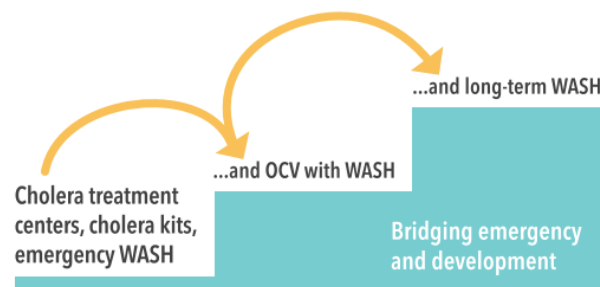 ...and long-term WASH
...and OCV with WASH
Cholera treatment
centers, cholera kits,
emergency WASH
Bridging emergency
and development